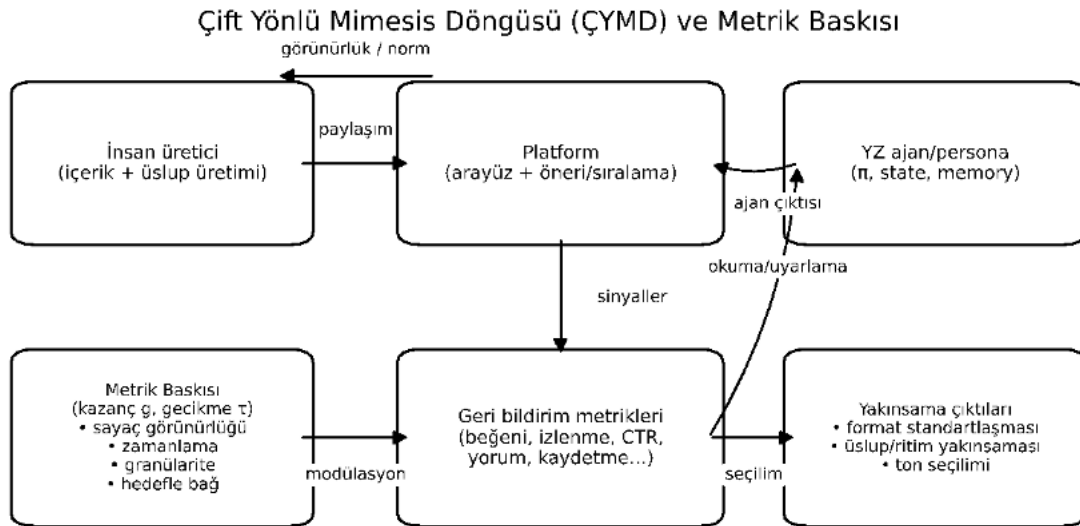 Çift Yönlü Mimesis Döngüsü (ÇYMD) ve Metrik Baskısı
görünürlük / norm
İnsan üretici
(içerik + üslup üretimi)
paylaşım
Platform
(arayüz + öneri/sıralama)
YZ ajan/persona
(π, state, memory)
ajan çıktısı
okuma/uyarlama
sinyaller
Metrik Baskısı
(kazanç g, gecikme τ)
• sayaç görünürlüğü
• zamanlama
• granülarite
• hedefle bağ
modülasyon
Geri bildirim metrikleri
(beğeni, izlenme, CTR,
yorum, kaydetme...)
seçilim
Yakınsama çıktıları
• format standartlaşması
• üslup/ritim yakınsaması
• ton seçilimi